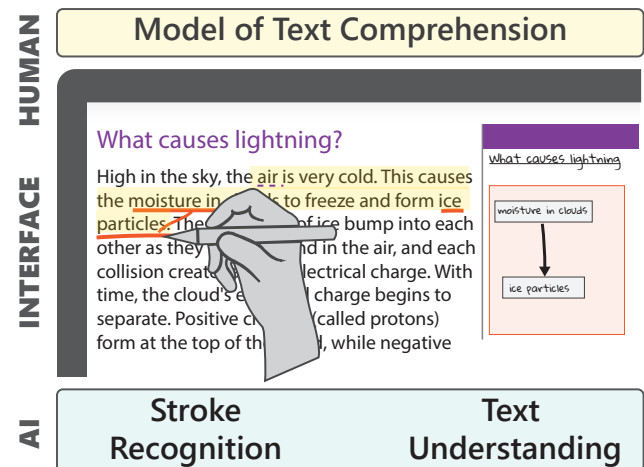 HUMAN
Model of Text Comprehension
INTERFACE
What causes lightning?
High in the sky, the air is very cold. This causes
the moisture in to freeze and form ice
particles. of ice bump into each
other as they in the air, and each
collision electrical charge. With
time, the cloud's charge begins to
separate. Positive (called protons)
form at the top of while negative
What causes lightning
moisture in clouds
ice particles
AI
Stroke
Recognition
Text
Understanding